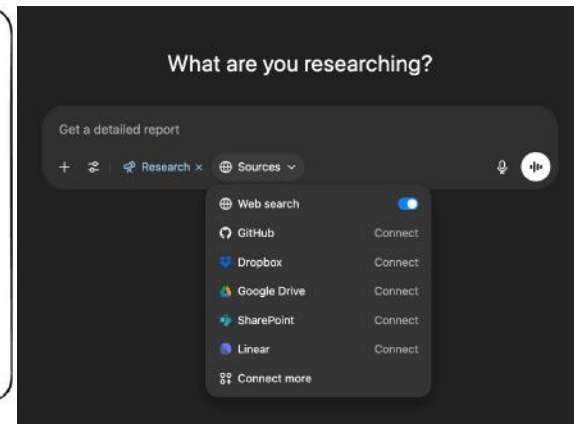 What are you researching?
Get a detailed report
Research × Sources
Web search
GitHub Connect
Dropbox Connect
Google Drive Connect
SharePoint Connect
Linear Connect
Connect more